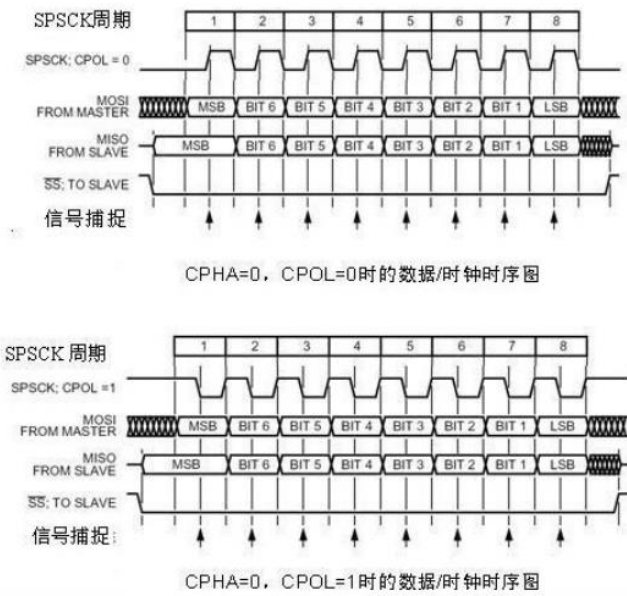 SPSCK周期 1 2 3 4 5 6 7 8
SPSCK; CPOL = 0
MOSI
FROM MASTER MSB BIT 6 BIT 5 BIT 4 BIT 3 BIT 2 BIT 1 LSB
MISO
FROM SLAVE MSB BIT 6 BIT 5 BIT 4 BIT 3 BIT 2 BIT 1 LSB
SS; TO SLAVE
信号捕捉
CPHA=0，CPOL=0时的数据/时钟时序图
SPSCK 周期 1 2 3 4 5 6 7 8
SPSCK; CPOL =1
MOSI
FROM MASTER MSB BIT 6 BIT 5 BIT 4 BIT 3 BIT 2 BIT 1 LSB
MISO
FROM SLAVE MSB BIT 6 BIT 5 BIT 4 BIT 3 BIT 2 BIT 1 LSB
SS; TO SLAVE
信号捕捉:
CPHA=0，CPOL=1时的数据/时钟时序图